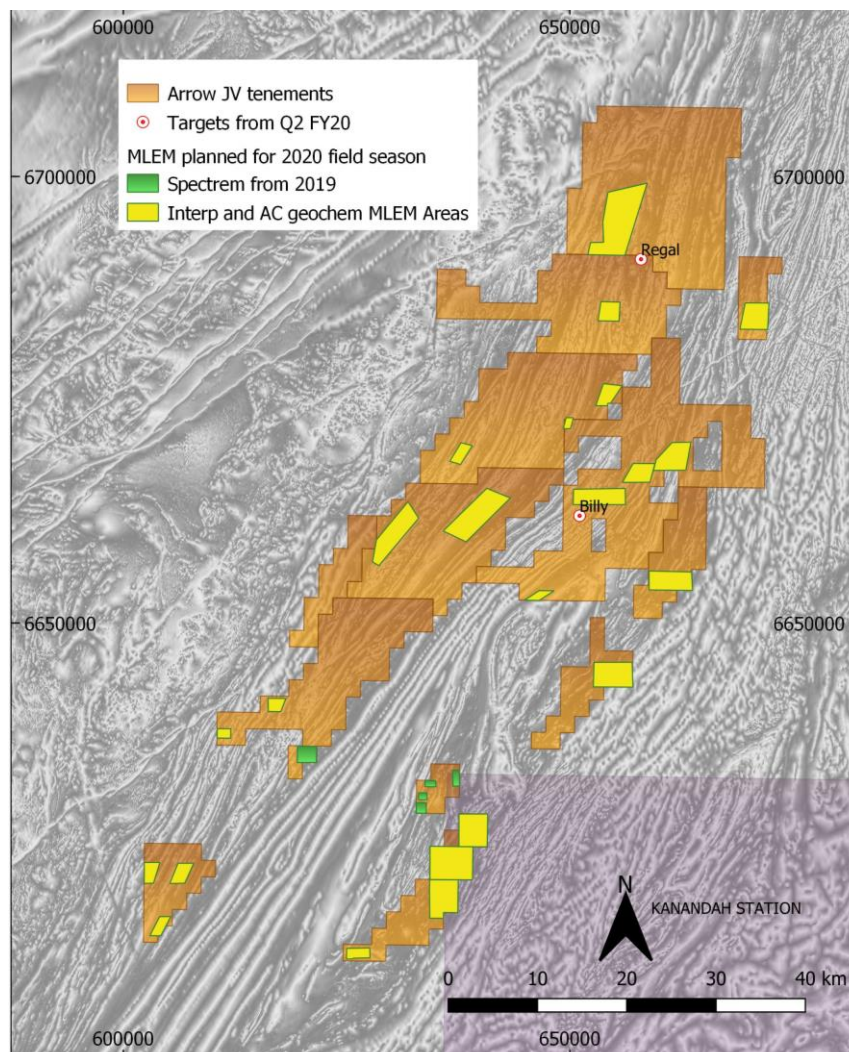 600000
650000
Arrow JV tenements
Targets from Q2 FY20
MLEM planned for 2020 field season
Spectrem from 2019
Interp and AC geochem MLEM Areas
6700000
6700000
Regal
Billy
6650000
6650000
N
KANANDAH STATION
0 10 20 30 40 km
600000
650000